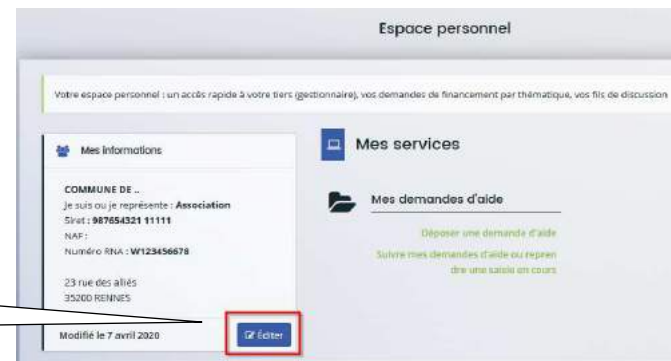 Espace personnel
Votre espace personnel : un accès rapide à votre tiers (gestionnaire), vos demandes de financement par thématique, vos fils de discussion
Mes informations
COMMUNE DE ..
Je suis ou je représente : Association
Siret : 987654321 11111
NAF :
Numéro RNA : W123456678
23 rue des alliés
35200 RENNES
Modifié le 7 avril 2020
Éditer
Mes services
Mes demandes d'aide
Déposer une demande d'aide
Suivre mes demandes d'aide ou repren
dre une saisie en cours